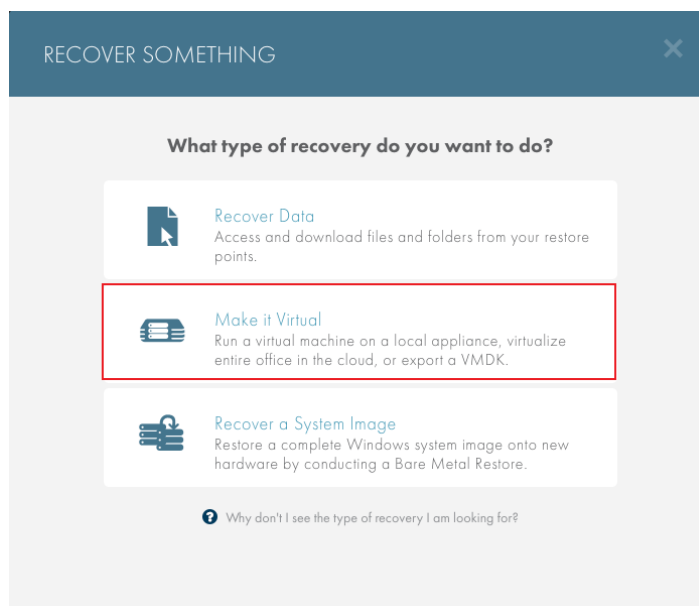 RECOVER SOMETHING
What type of recovery do you want to do?
Recover Data
Access and download files and folders from your restore
points.
Make it Virtual
Run a virtual machine on a local appliance, virtualize
entire office in the cloud, or export a VMDK.
Recover a System Image
Restore a complete Windows system image onto new
hardware by conducting a Bare Metal Restore.
? Why don't I see the type of recovery I am looking for?